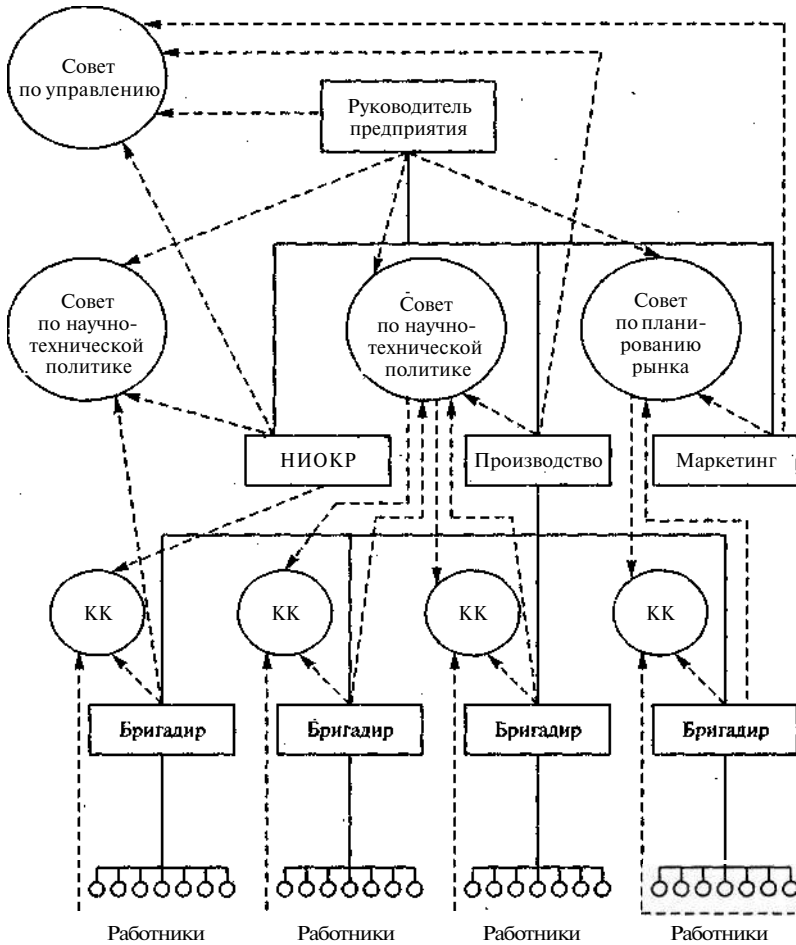 Совет
по управлению
Руководитель
предприятия
Совет
по научно-
технической
политике
Совет
по научно-
технической
политике
Совет
по плани-
рованию
рынка
НИОКР
Производство
Маркетинг
КК
КК
КК
КК
Бригадир
Бригадир
Бригадир
Бригадир
Работники
Работники
Работники
Работники